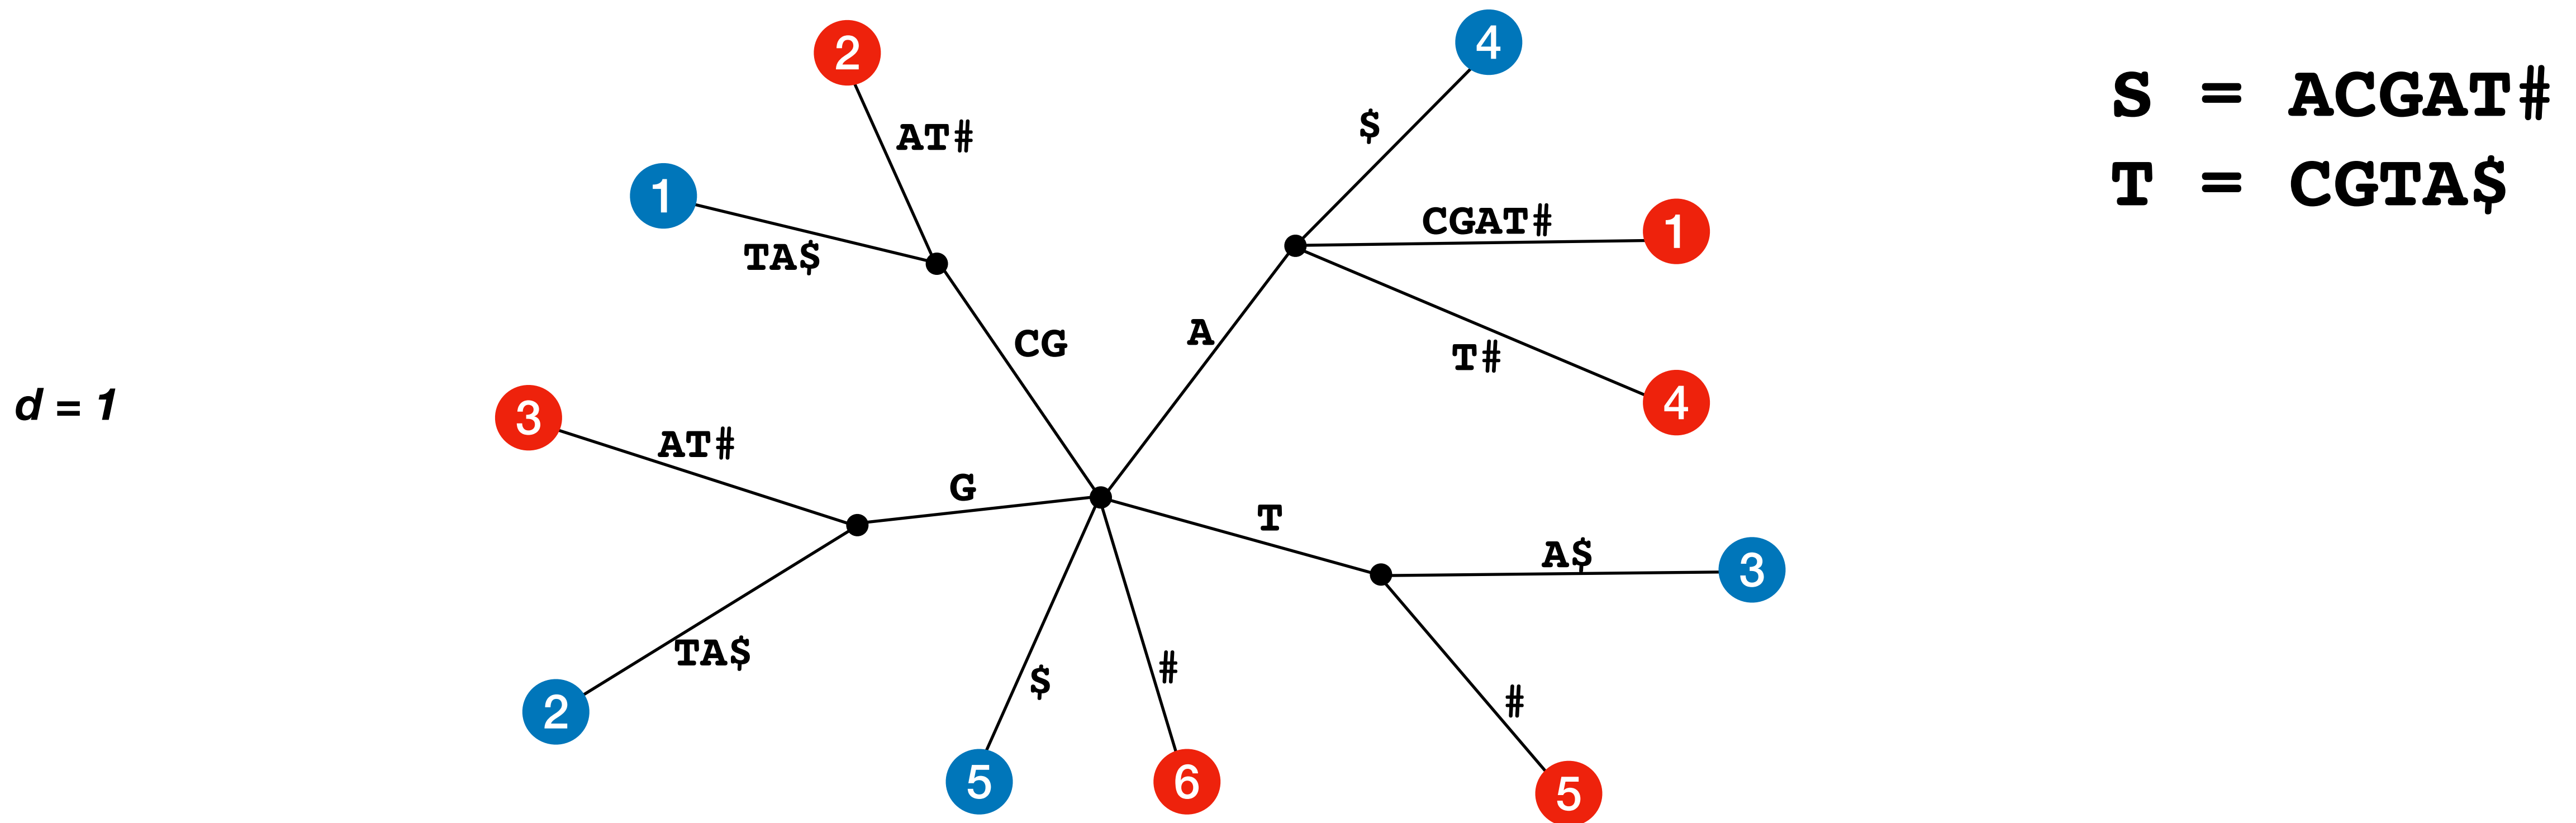 4
2
S = ACGAT#
$
AT#
T = CGTA$
1
CGAT#
1
TA$
A
CG
T#
d = 1
3
4
AT#
G
T
A$
3
TA$
$
#
#
2
5
6
5